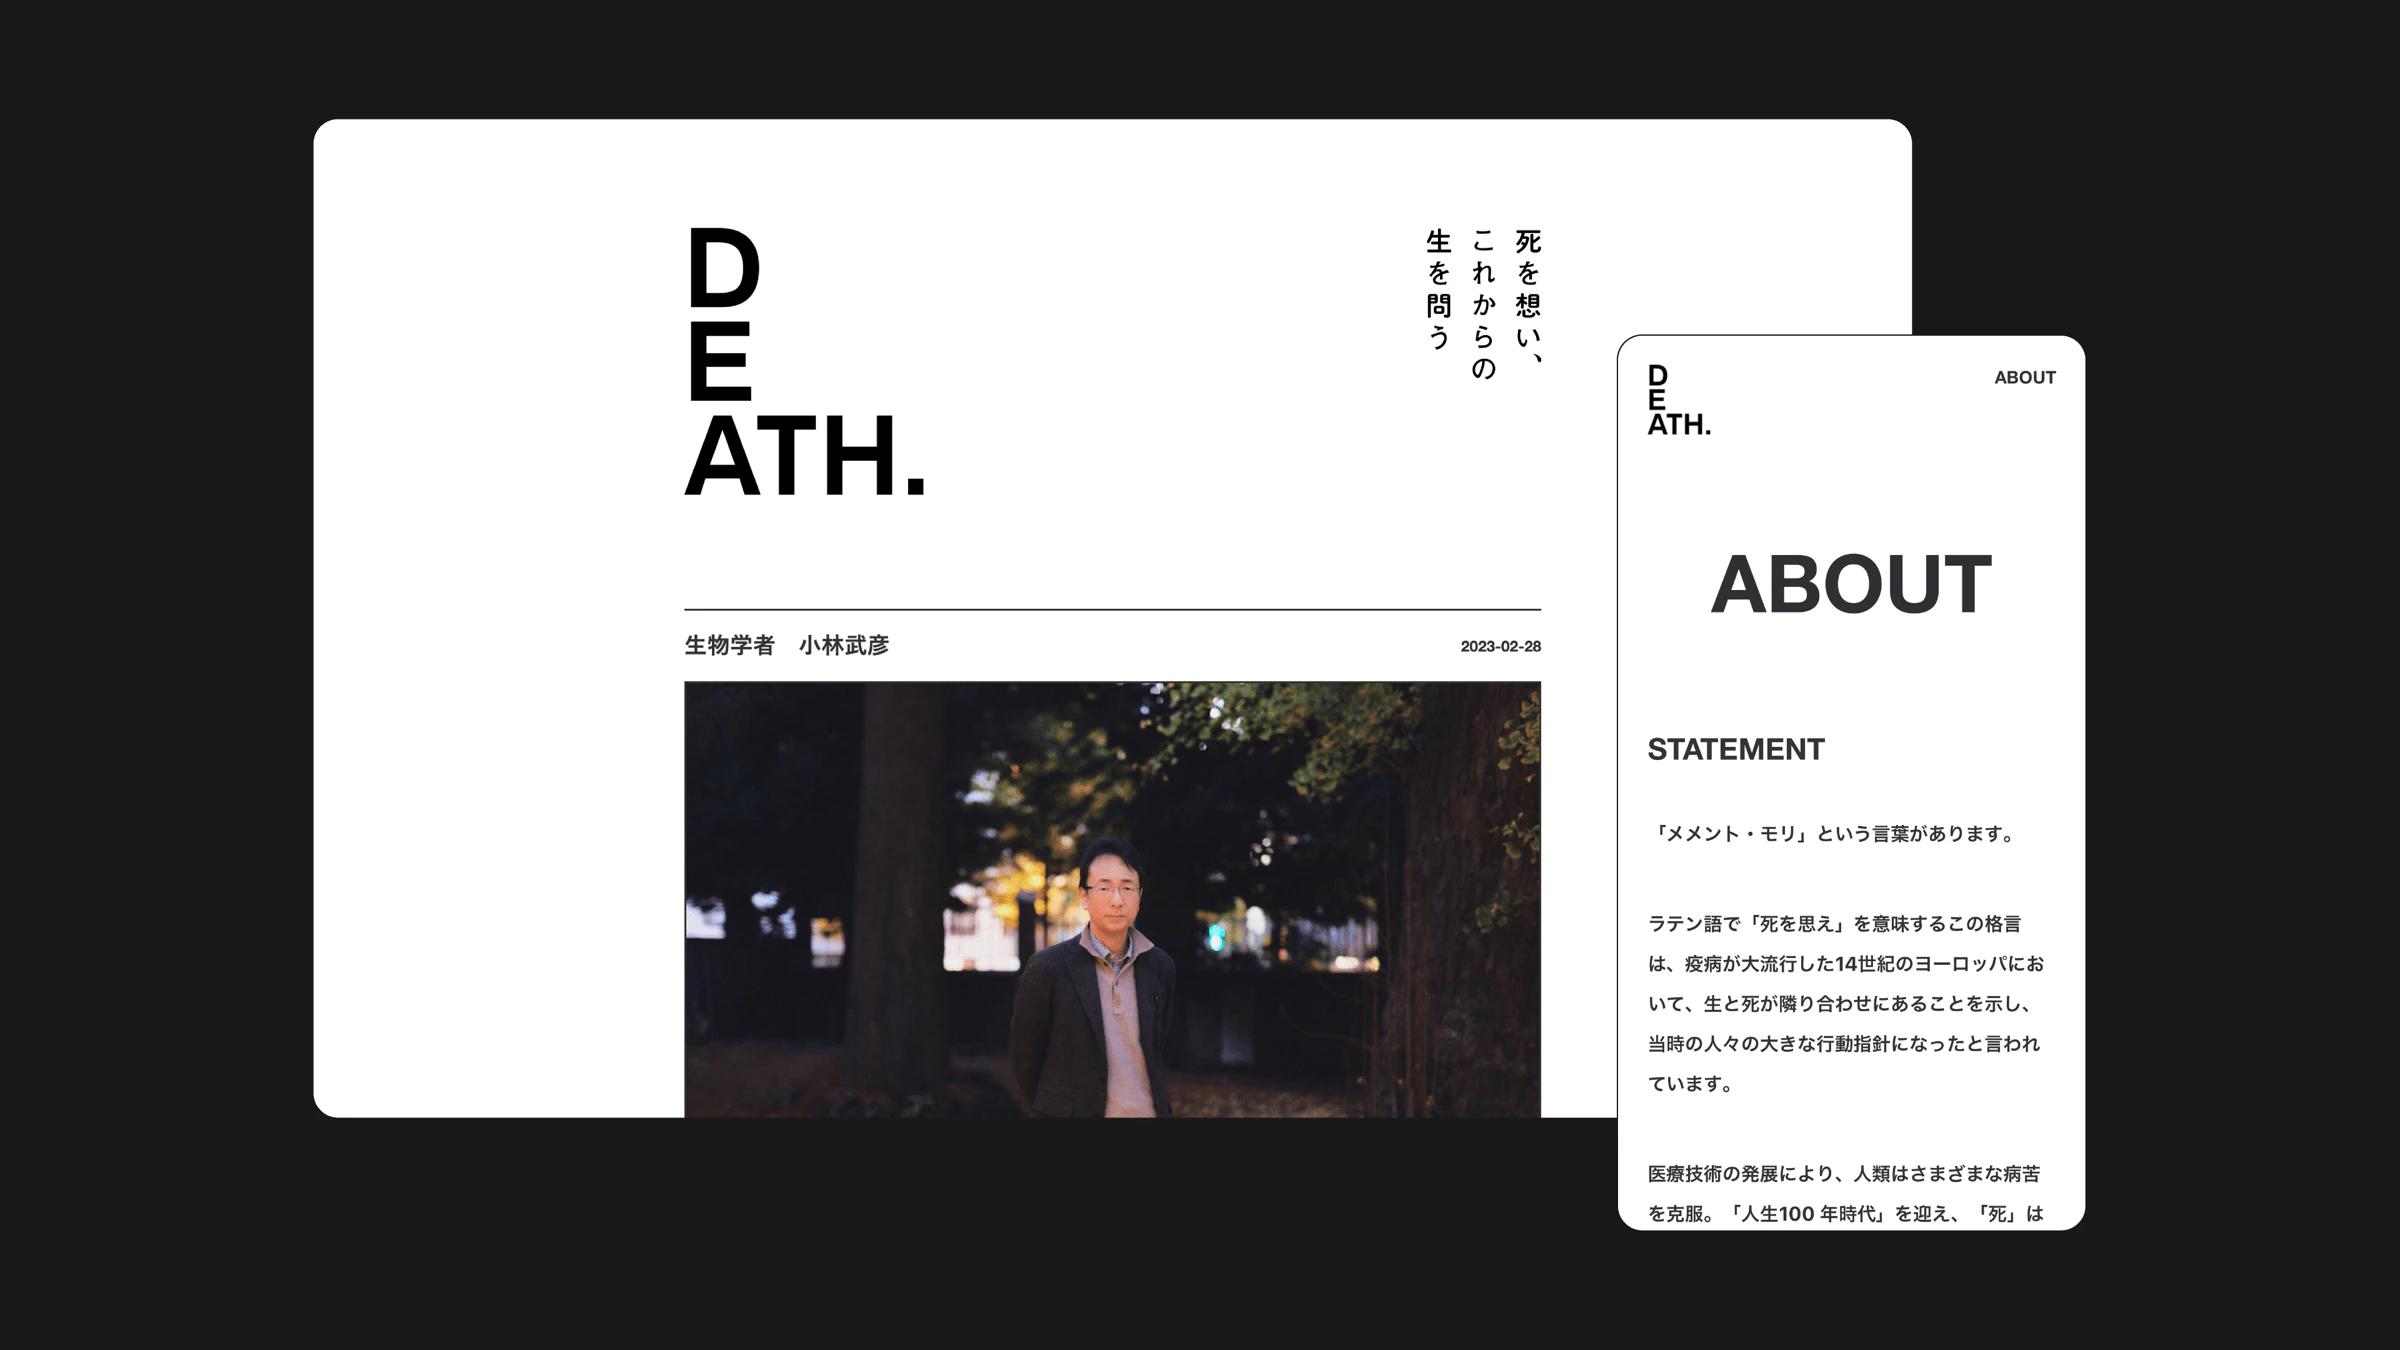 D
E
ATH.
死を想い、
これからの
生を問う
生物学者　小林武彦
2023-02-28
D
E
ATH.
ABOUT
ABOUT
STATEMENT
「メメント・モリ」という言葉があります。
ラテン語で「死を思え」を意味するこの格言
は、疫病が大流行した14世紀のヨーロッパにお
いて、生と死が隣り合わせにあることを示し、
当時の人々の大きな行動指針になったと言われ
ています。
医療技術の発展により、人類はさまざまな病苦
を克服。「人生100 年時代」を迎え、「死」は